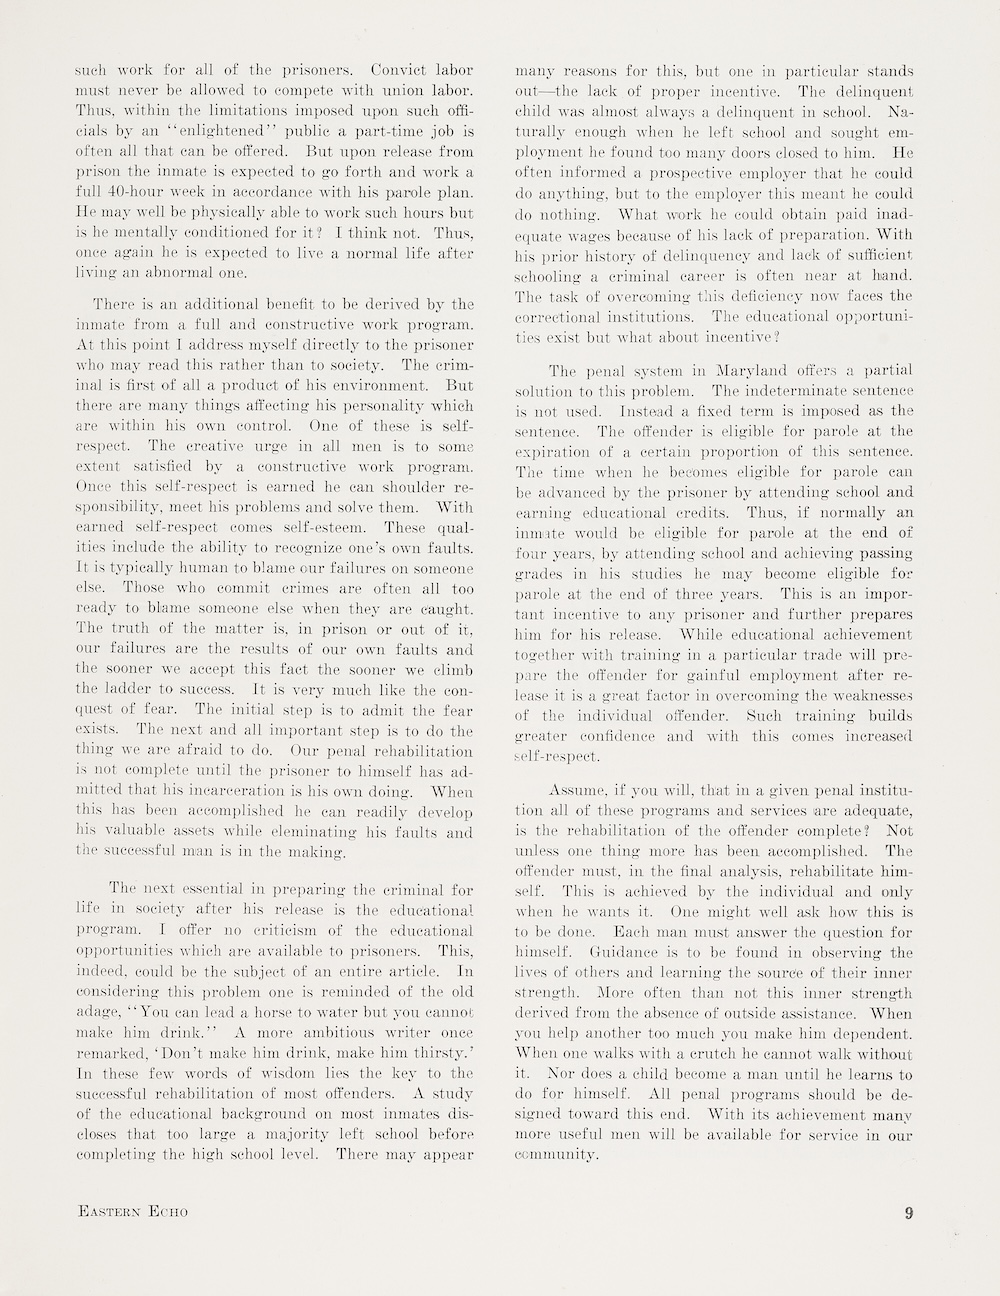 such work for all of the prisoners. Convict labor
must never be allowed to compete with union labor.
Thus, within the limitations imposed upon such offi-
cials by an "enlightened" public a part-time job is
often all that can be offered. But upon release from
prison the inmate is expected to go forth and work a
full 40-hour week in accordance with his parole plan.
He may well be physically able to work such hours but
is he mentally conditioned for it? I think not. Thus,
once again he is expected to live a normal life after
living an abnormal one.
There is an additional benefit to be derived by the
inmate from a full and constructive work program.
At this point I address myself directly to the prisoner
who may read this rather than to society. The crim-
inal is first of all a product of his environment. But
there are many things affecting his personality which
are within his own control. One of these is self-
respect. The creative urge in all men is to some
extent satisfied by a constructive work program.
Once this self-respect is earned he can shoulder re-
sponsibility, meet his problems and solve them. With
earned self-respect comes self-esteem. These qual-
ities include the ability to recognize one's own faults.
It is typically human to blame our failures on someone
else. Those who commit crimes are often all too
ready to blame someone else when they are caught.
The truth of the matter is, in prison or out of it,
our failures are the results of our own faults and
the sooner we accept this fact the sooner we climb
the ladder to success. It is very much like the con-
quest of fear. The initial step is to admit the fear
exists. The next and all important step is to do the
thing we are afraid to do. Our penal rehabilitation
is not complete until the prisoner to himself has ad-
mitted that his incarceration is his own doing. When
this has been accomplished he can readily develop
his valuable assets while eleminating his faults and
the successful man is in the making.
The next essential in preparing the criminal for
life in society after his release is the educational
program. I offer no criticism of the educational
opportunities which are available to prisoners. This,
indeed, could be the subject of an entire article. In
considering this problem one is reminded of the old
adage, "You can lead a horse to water but you cannot
make him drink." A more ambitious writer once
remarked, 'Don't make him drink, make him thirsty.'
In these few words of wisdom lies the key to the
successful rehabilitation of most offenders. A study
of the educational background on most inmates dis-
closes that too large a majority left school before
completing the high school level. There may appear
many reasons for this, but one in particular stands
out—the lack of proper incentive. The delinquent
child was almost always a delinquent in school. Na-
turally enough when he left school and sought em-
ployment he found too many doors closed to him. He
often informed a prospective employer that he could
do anything, but to the employer this meant he could
do nothing. What work he could obtain paid inad-
equate wages because of his lack of preparation. With
his prior history of delinquency and lack of sufficient
schooling a criminal career is often near at hand.
The task of overcoming this deficiency now faces the
correctional institutions. The educational opportuni-
ties exist but what about incentive?
The penal system in Maryland offers a partial
solution to this problem. The indeterminate sentence
is not used. Instead a fixed term is imposed as the
sentence. The offender is eligible for parole at the
expiration of a certain proportion of this sentence.
The time when he becomes eligible for parole can
be advanced by the prisoner by attending school and
earning educational credits. Thus, if normally an
inmate would be eligible for parole at the end of
four years, by attending school and achieving passing
grades in his studies he may become eligible for
parole at the end of three years. This is an impor-
tant incentive to any prisoner and further prepares
him for his release. While educational achievement
together with training in a particular trade will pre-
pare the offender for gainful employment after re-
lease it is a great factor in overcoming the weaknesses
of the individual offender. Such training builds
greater confidence and with this comes increased
self-respect.
Assume, if you will, that in a given penal institu-
tion all of these programs and services are adequate,
is the rehabilitation of the offender complete? Not
unless one thing more has been accomplished. The
offender must, in the final analysis, rehabilitate him-
self. This is achieved by the individual and only
when he wants it. One might well ask how this is
to be done. Each man must answer the question for
himself. Guidance is to be found in observing the
lives of others and learning the source of their inner
strength. More often than not this inner strength
derived from the absence of outside assistance. When
you help another too much you make him dependent.
When one walks with a crutch he cannot walk without
it. Nor does a child become a man until he learns to
do for himself. All penal programs should be de-
signed toward this end. With its achievement many
more useful men will be available for service in our
community.
Eastern Echo
9